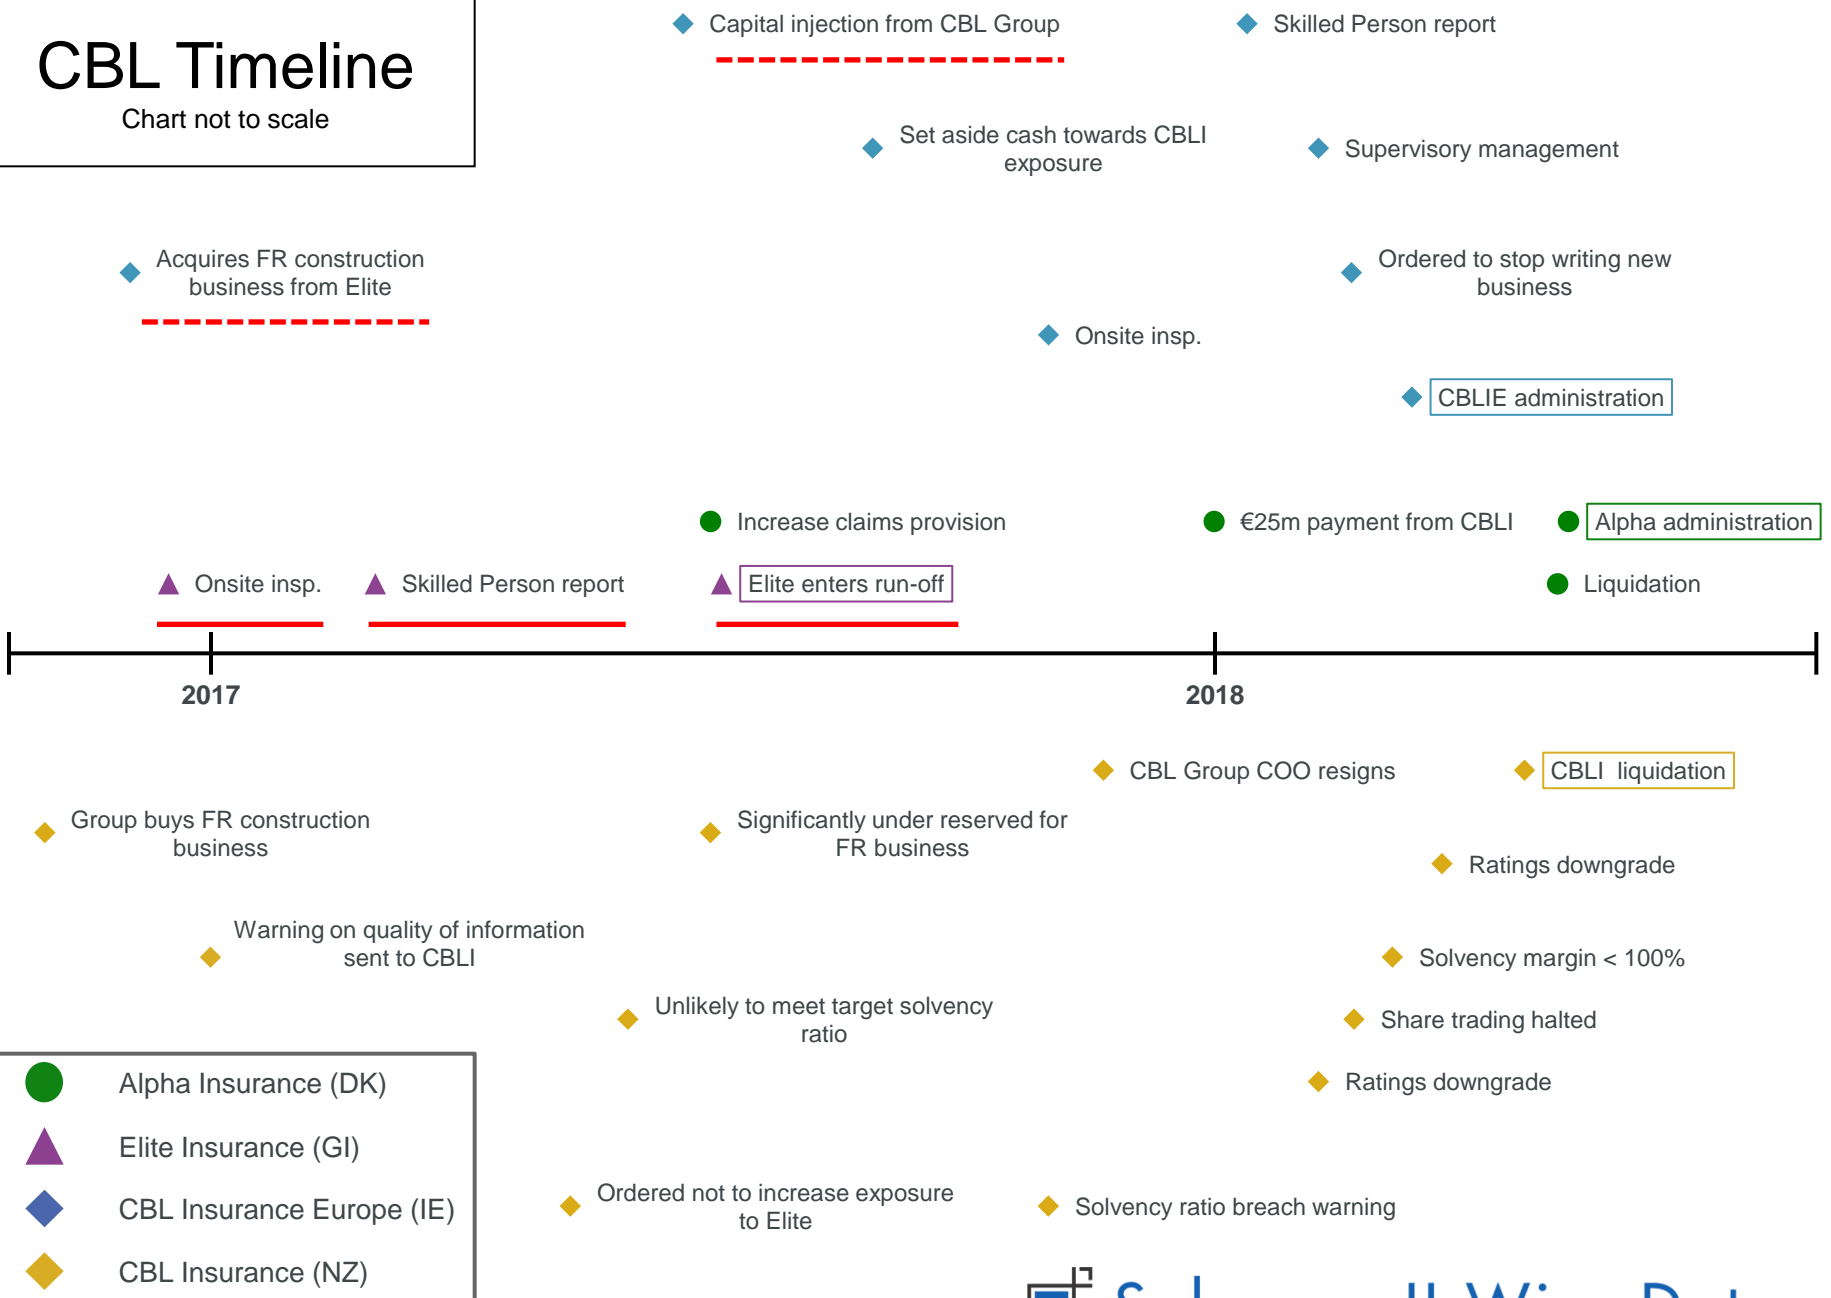 CBL Timeline
Chart not to scale
Capital injection from CBL Group
Skilled Person report
Set aside cash towards CBLI
exposure
Supervisory management
Acquires FR construction
business from Elite
Ordered to stop writing new
business
Onsite insp.
CBLIE administration
Increase claims provision
€25m payment from CBLI
Alpha administration
Onsite insp.
Skilled Person report
Elite enters run-off
Liquidation
2017
2018
CBL Group COO resigns
CBLI liquidation
Group buys FR construction
business
Significantly under reserved for
FR business
Ratings downgrade
Warning on quality of information
sent to CBLI
Solvency margin < 100%
Unlikely to meet target solvency
ratio
Share trading halted
Ratings downgrade
Alpha Insurance (DK)
Elite Insurance (GI)
CBL Insurance Europe (IE)
CBL Insurance (NZ)
Ordered not to increase exposure
to Elite
Solvency ratio breach warning
Solvency II Wire Data